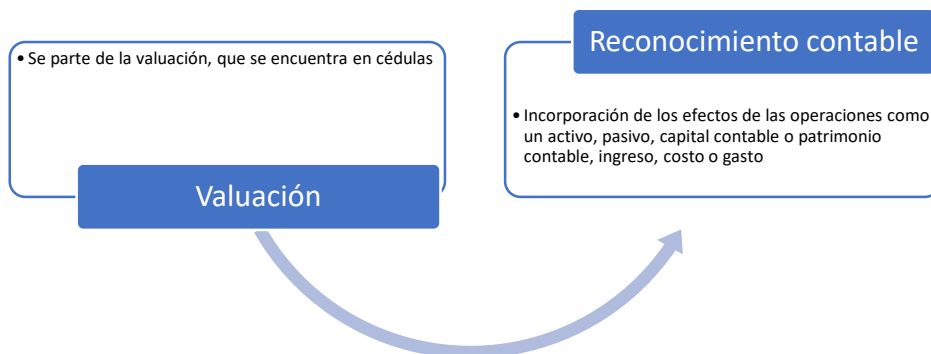 • Se parte de la valuación, que se encuentra en cédulas
Valuación
Reconocimiento contable
• Incorporación de los efectos de las operaciones como
un activo, pasivo, capital contable o patrimonio
contable, ingreso, costo o gasto